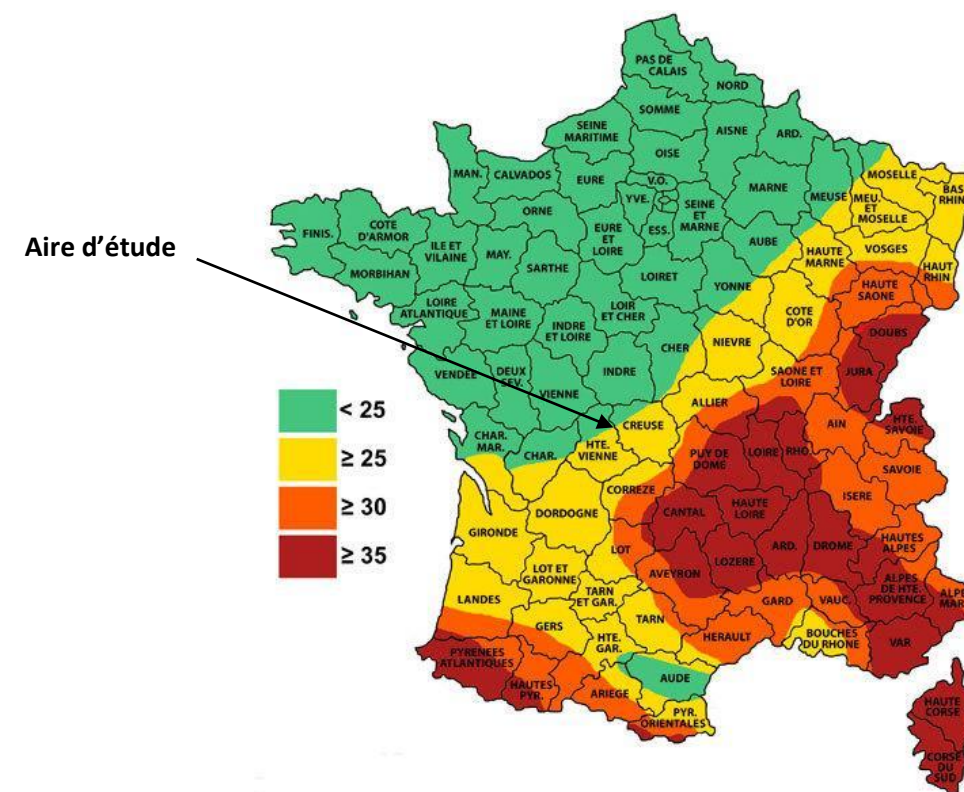 PAS DE
CALAIS
NORD
SOMME
SEINE
MARITIME
AISNE
ARD.
OISE
MAN.
CALVADOS
EURE
V.O.
MARNE
MEUSE
MOSELLE
BAS
RHIN
MEU.
ET
MOSELLE
YVE.
SEINE
ET
MARNE
ESS.
ORNE
FINIS.
COTE
D'ARMOR
ILE ET
VILAINE
MAY.
EURE
ET
LOIRE
AUBE
HAUTE
MARNE
VOSGES
HAUT
RHIN
Aire d’étude
MORBIHAN
SARTHE
LOIRET
YONNE
HAUTE
SAONE
LOIRE
ATLANTIQUE
MAINE
ET LOIRE
LOIR
ET CHER
INDRE
ET LOIRE
COTE
D'OR
DOUBS
CHER
NIEVRE
VENDÉE
DEUX
SEV.
VIENNE
INDRE
SAONE ET
LOIRE
JURA
ALLIER
< 25
≥ 25
≥ 30
≥ 35
CHAR.
MAR.
CHAR.
HTE.
VIENNE
CREUSE
AIN
HTE.
SAVOIE
PUY DE
DOME
LOIRE
RHO.
SAVOIE
CORREZE
ISERE
DORDOGNE
CANTAL
HAUTE
LOIRE
GIRONDE
LOT
ARD.
DROME
HAUTES
ALPES
LOZERE
AVEYRON
LOT ET
GARONNE
TARN
ET GAR.
LANDES
GARD
VAUC.
ALPES
DE HTE.
PROVENCE
ALPE
MAR
TARN
GERS
HTE.
GAR.
HERAULT
BOUCHES
DU RHONE
VAR
PYRENEES
ATLANTIQUES
HAUTES
PYR.
ARIEGE
AUDE
PYR.
ORIENTALES
HAUTE
CORSE
CORSE
DU
SUD